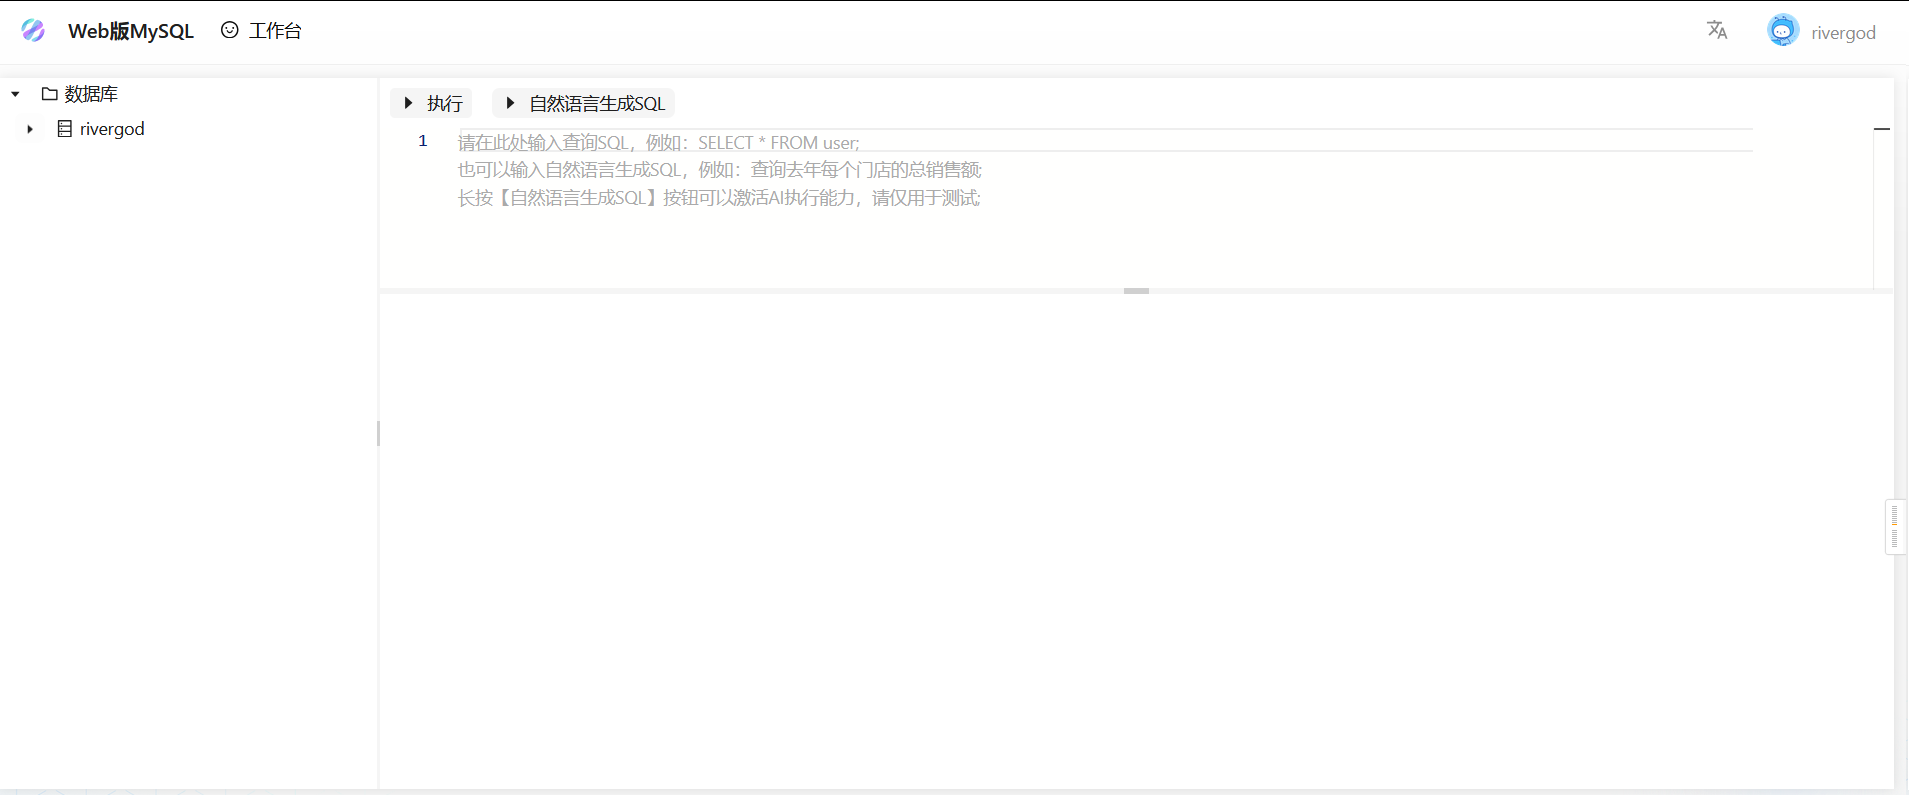 Web版MySQL 工作台 rivergod
数据库
rivergod
执行 自然语言生成SQL
1 请在此处输入查询SQL，例如：SELECT * FROM user;
也可以输入自然语言生成SQL，例如：查询去年每个门店的总销售额;
长按【自然语言生成SQL】按钮可以激活AI执行能力，请仅用于测试;